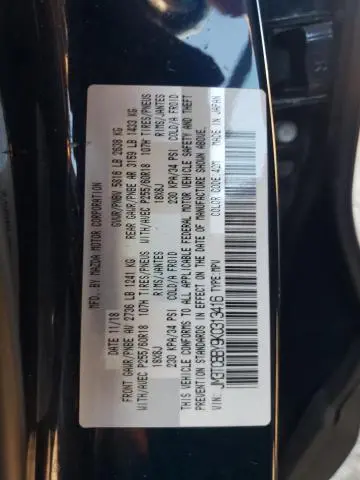 MFD. BY MAZDA MOTOR CORPORATION
DATE 11/18 GVWR/PNBV 5818 LB 2639 KG
FRONT GAWR/PNBE AV 2736 LB 1241 KG REAR GAWR/PNBE AR 3159 LB 1433 KG
WITH/AVEC P255/60R18 107H TIRES/PNEUS WITH/AVEC P255/60R18 107H TIRES/PNEUS
18X8J RIMS/JANTES 18X8J RIMS/JANTES
230 KPA/34 PSI COLD/A FROID 230 KPA/34 PSI COLD/A FROID
THIS VEHICLE CONFORMS TO ALL APPLICABLE FEDERAL MOTOR VEHICLE SAFETY AND
THEFT PREVENTION STANDARDS IN EFFECT ON THE DATE OF MANUFACTURE SHOWN ABOVE.
JM3TCBBY9K0313416 TYPE:MPV COLOR CODE 42M MADE IN JAPAN